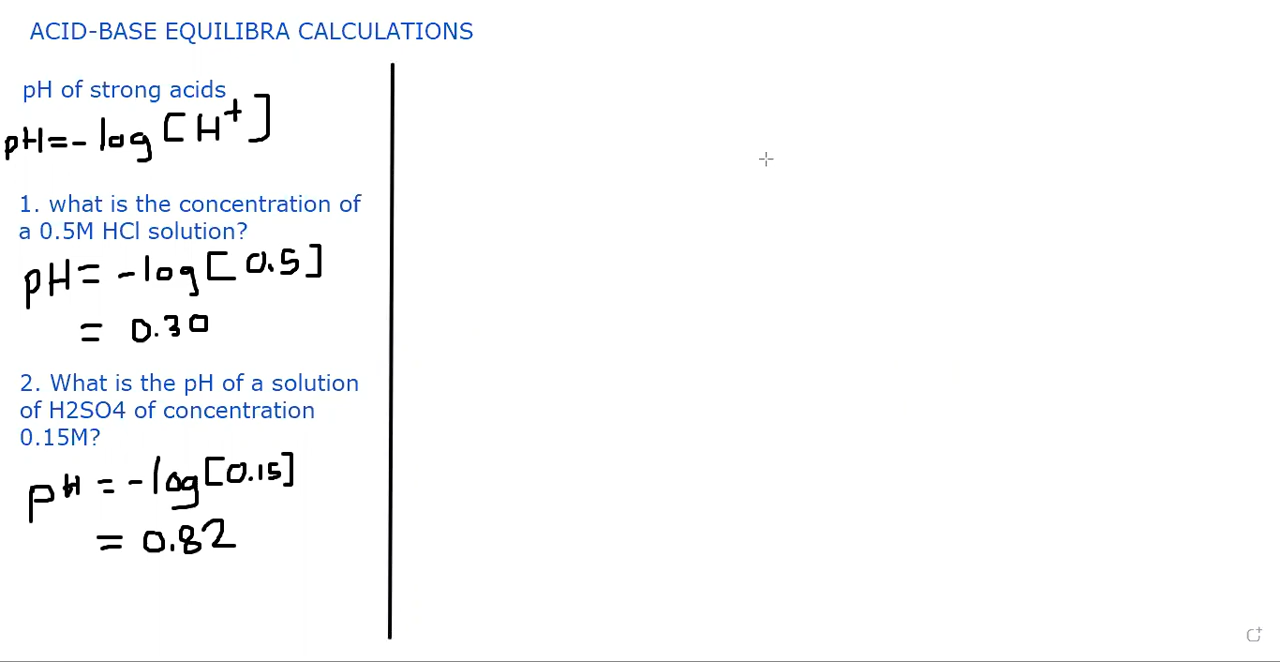 ACID-BASE EQUILIBRA CALCULATIONS
pH of strong acids
pH=-log[H⁺]
1. what is the concentration of
a 0.5M HCl solution?
pH= -log[0.5]
= 0.30
2. What is the pH of a solution
of H2SO4 of concentration
0.15M?
pH = -log[0.15]
= 0.82